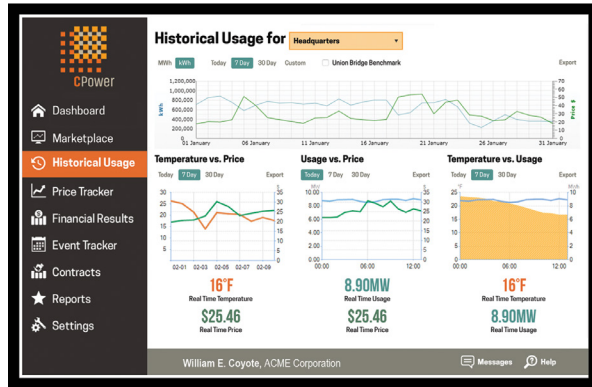 CPower
Dashboard
Marketplace
Historical Usage
Price Tracker
Financial Results
Event Tracker
Contracts
Reports
Settings
Historical Usage for Headquarters
MWh kWh Today 7 Day 30 Day Custom Union Bridge Benchmark Export
kWh
1,200,000
1,000,000
800,000
600,000
400,000
200,000
70
60
50
40
30
20
10
0
Price $
01 January 06 January 11 January 16 January 21 January 26 January 31 January
Temperature vs. Price
Today 7 Day 30 Day Export
°F $
30
25
20
15
10
5
35
30
25
20
15
10
5
0
02-01 02-03 02-05 02-07 02-09
16°F
Real Time Temperature
$25.46
Real Time Price
Usage vs. Price
Today 7 Day 30 Day Export
$
10.00
8.00
6.00
4.00
2.00
0.00
35
30
25
20
15
10
5
0
00:00 06:00 12:00
8.90MW
Real Time Usage
$25.46
Real Time Price
Temperature vs. Usage
Today 7 Day 30 Day Export
°F
25
20
15
10
5
0
10
8
6
4
2
0
00:00 06:00 12:00
16°F
Real Time Temperature
8.90MW
Real Time Usage
William E. Coyote, ACME Corporation
Messages Help